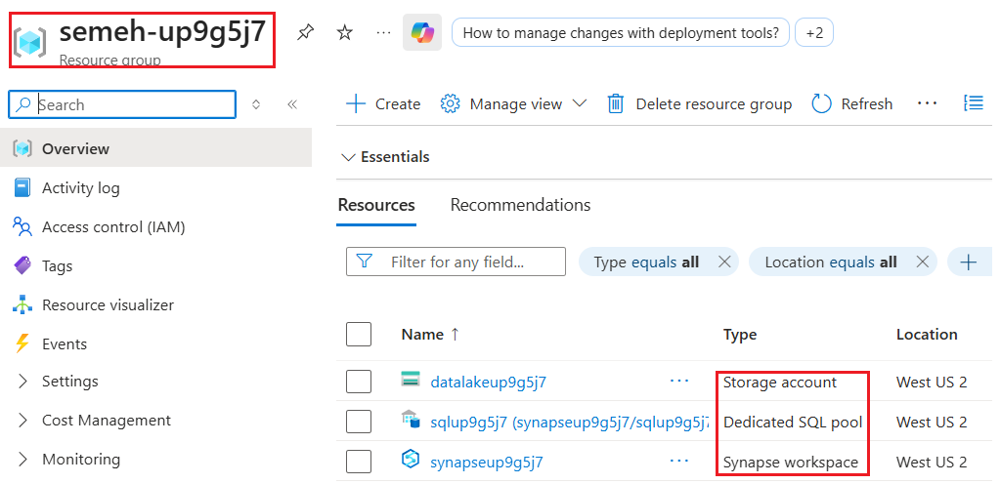 semeh-up9g5j7
Resource group
How to manage changes with deployment tools?
+2
Search
Create
Manage view
Delete resource group
Refresh
Overview
Activity log
Access control (IAM)
Tags
Resource visualizer
Events
Settings
Cost Management
Monitoring
Essentials
Resources Recommendations
Filter for any field...
Type equals all
Location equals all
Name ↑ Type Location
datalakeup9g5j7 ... Storage account West US 2
sqlup9g5j7 (synapseup9g5j7/sqlup9g5j7 Dedicated SQL pool West US 2
synapseup9g5j7 ... Synapse workspace West US 2